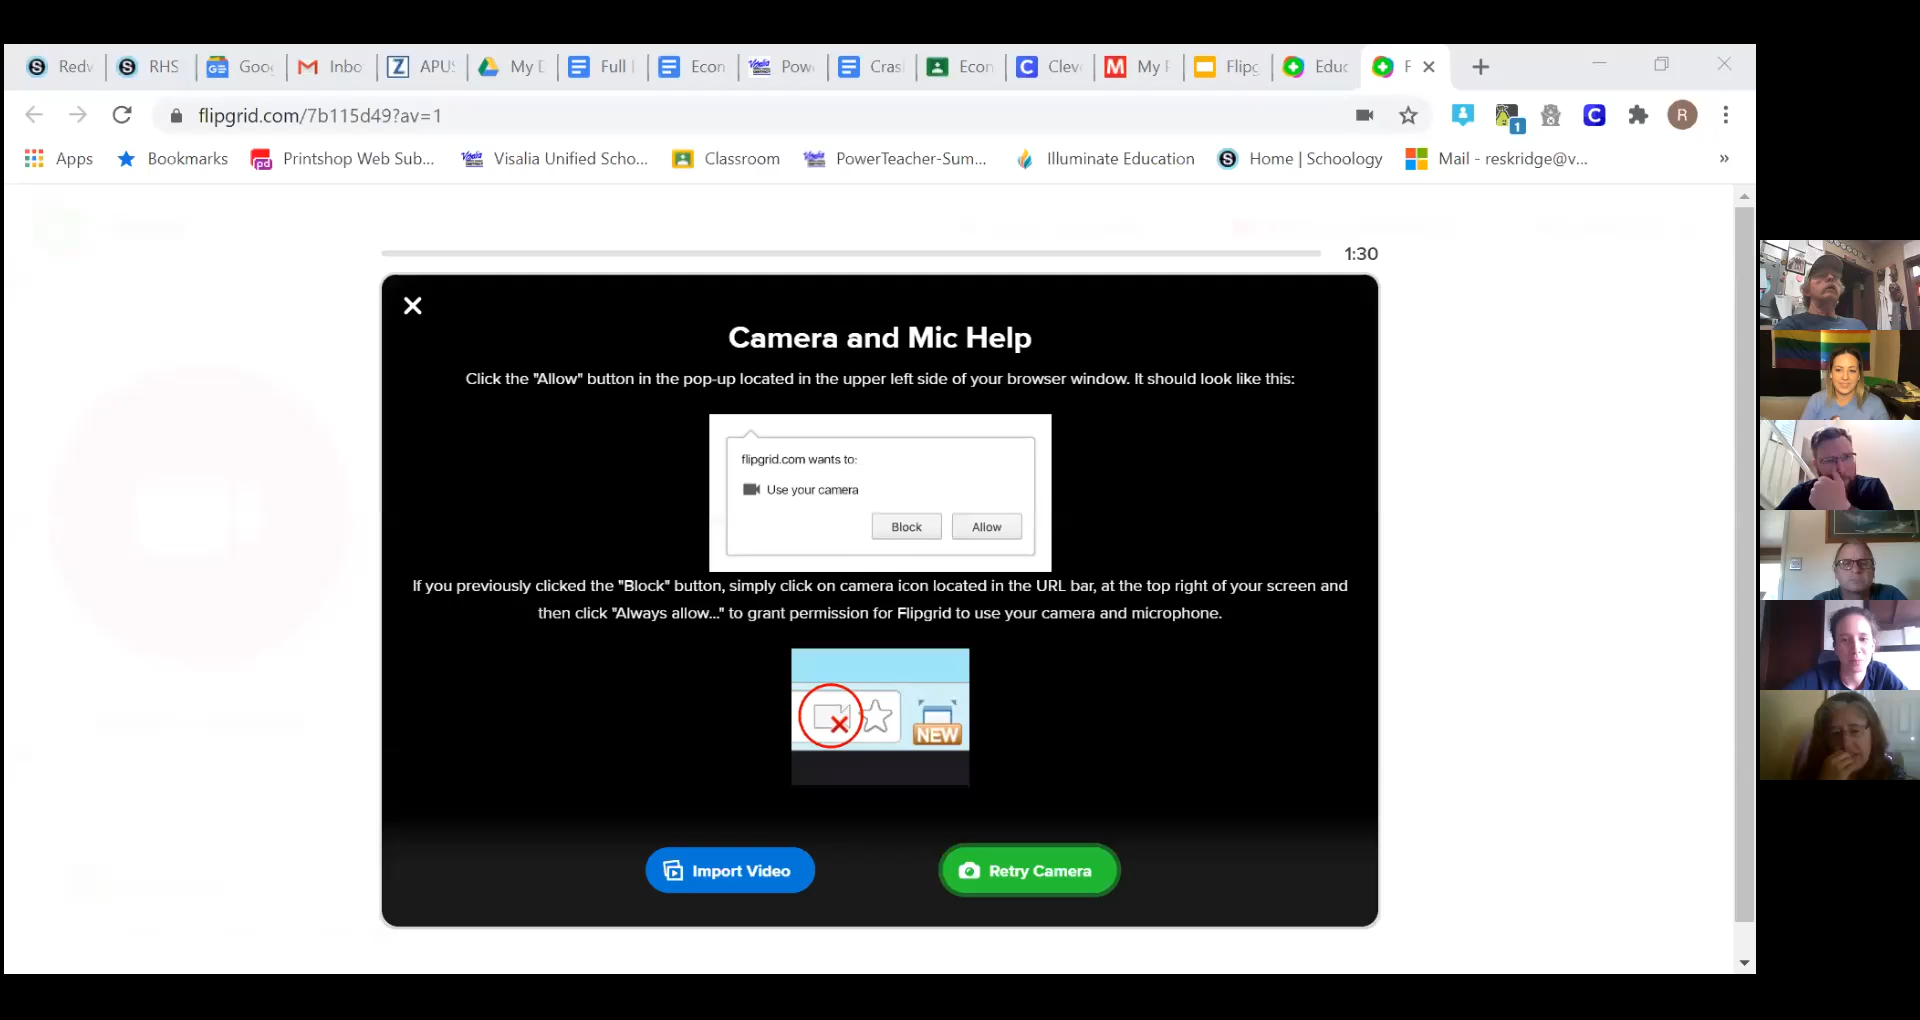 Redw
RHS
Goog
Inbo
APUS
My D
Full
Econ
Powe
Cras
Econ
Clev
My P
Flipg
Educ
F
flipgrid.com/7b115d49?av=1
1
R
Apps
Bookmarks
Printshop Web Sub...
Visalia Unified Scho...
Classroom
PowerTeacher-Sum...
Illuminate Education
Home | Schoology
Mail - reskridge@v...
»
1:30
Camera and Mic Help
Click the "Allow" button in the pop-up located in the upper left side of your browser window. It should look like this:
flipgrid.com wants to:
Use your camera
Block
Allow
If you previously clicked the "Block" button, simply click on camera icon located in the URL bar, at the top right of your screen and
then click "Always allow..." to grant permission for Flipgrid to use your camera and microphone.
NEW
Import Video
Retry Camera